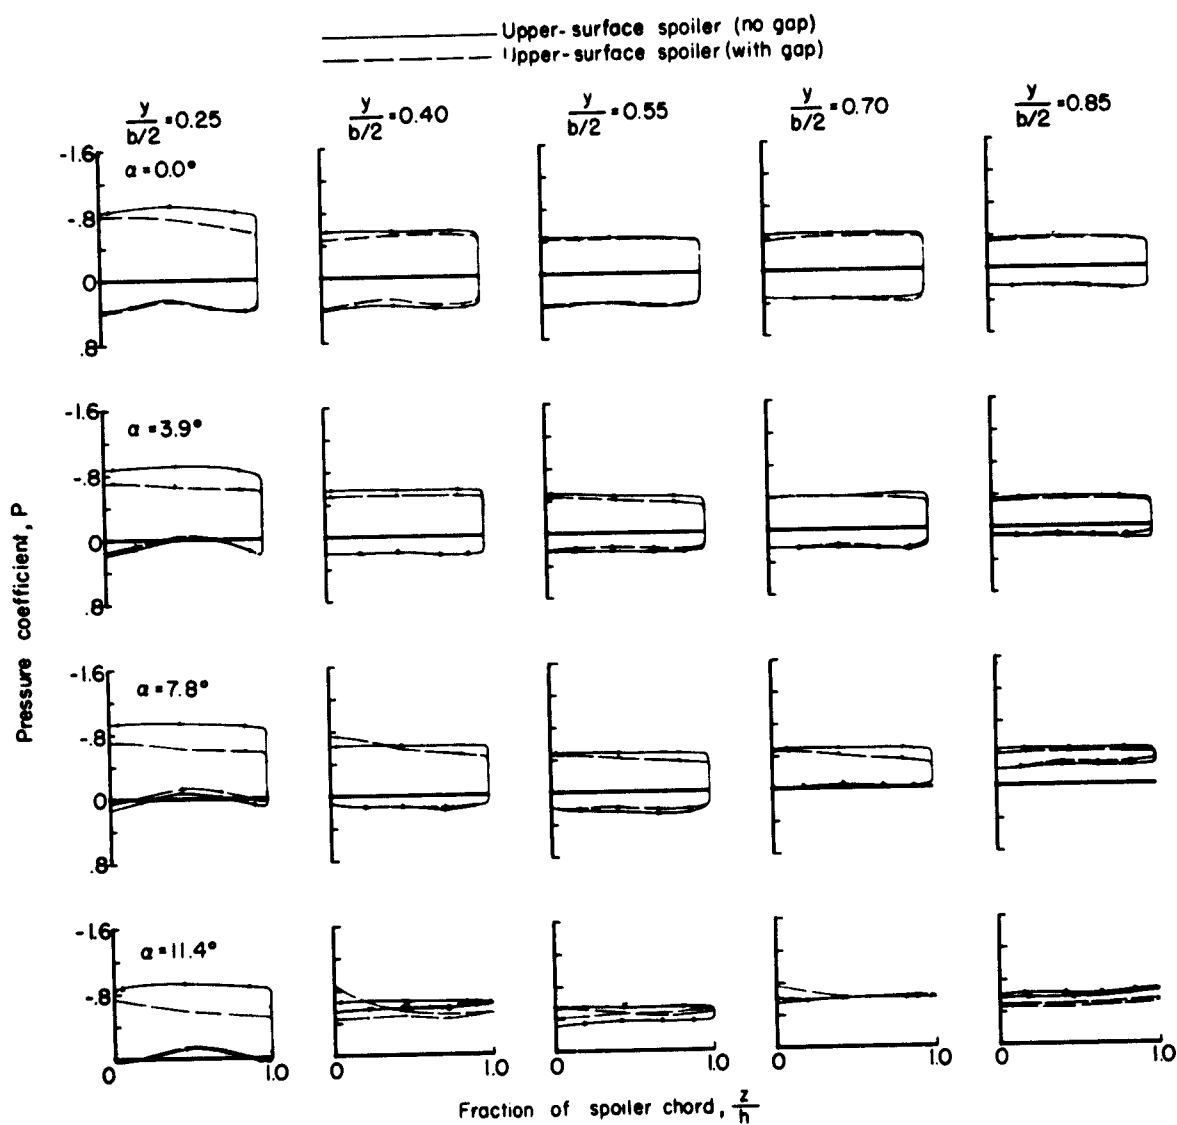 Upper-surface spoiler (no gap)
Upper-surface spoiler (with gap)
y/b/2 = 0.25
y/b/2 = 0.40
y/b/2 = 0.55
y/b/2 = 0.70
y/b/2 = 0.85
-1.6
α = 0.0°
-.8
0
.8
-1.6
α = 3.9°
-.8
0
.8
Pressure coefficient, P
-1.6
α = 7.8°
-.8
0
.8
-1.6
α = 11.4°
-.8
0 1.0 0 1.0 0 1.0 0 1.0 0 1.0
Fraction of spoiler chord, z/h